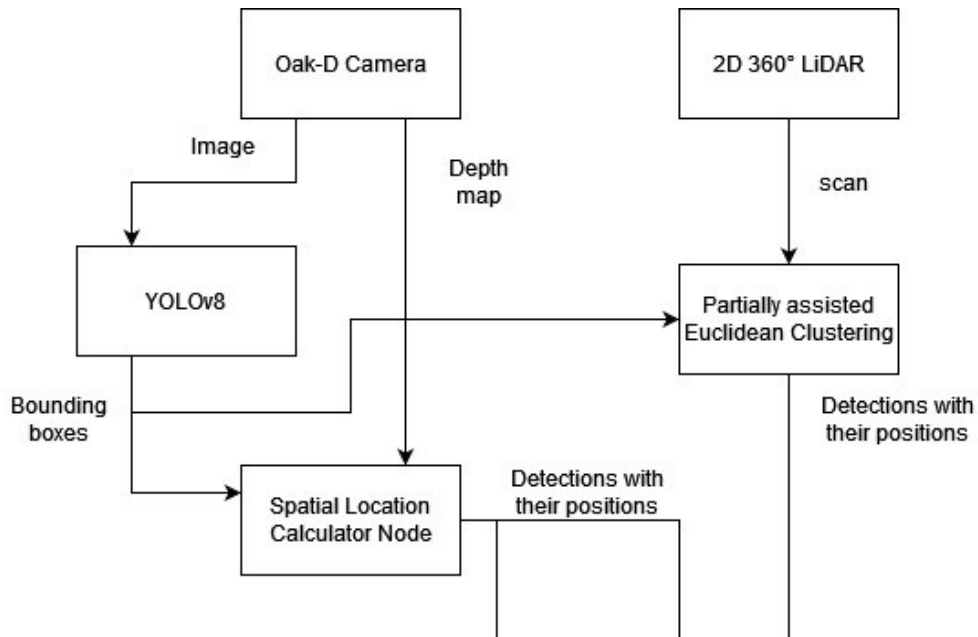 Oak-D Camera
2D 360° LiDAR
Image
Depth
map
scan
YOLOv8
Partially assisted
Euclidean Clustering
Bounding
boxes
Detections with
their positions
Spatial Location
Calculator Node
Detections with
their positions